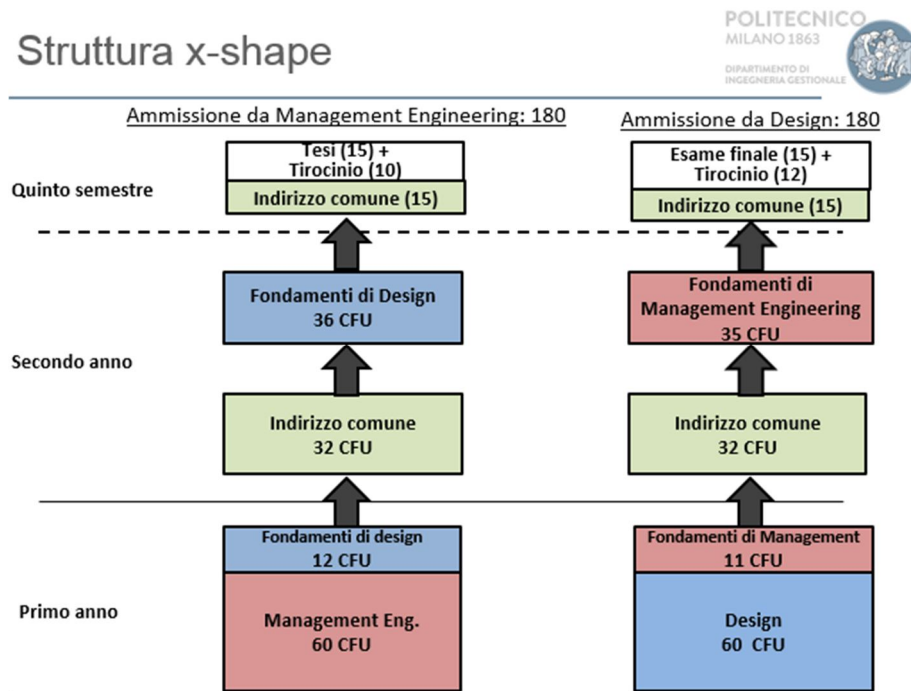 Struttura x-shape
POLITECNICO
MILANO 1863
DIPARTIMENTO DI
INGEGNERIA GESTIONALE
Ammissione da Management Engineering: 180
Ammissione da Design: 180
Quinto semestre
Tesi (15) +
Tirocinio (10)
Indirizzo comune (15)
Esame finale (15) +
Tirocinio (12)
Indirizzo comune (15)
Secondo anno
Fondamenti di Design
36 CFU
Fondamenti di
Management Engineering
35 CFU
Indirizzo comune
32 CFU
Indirizzo comune
32 CFU
Primo anno
Fondamenti di design
12 CFU
Management Eng.
60 CFU
Fondamenti di Management
11 CFU
Design
60 CFU